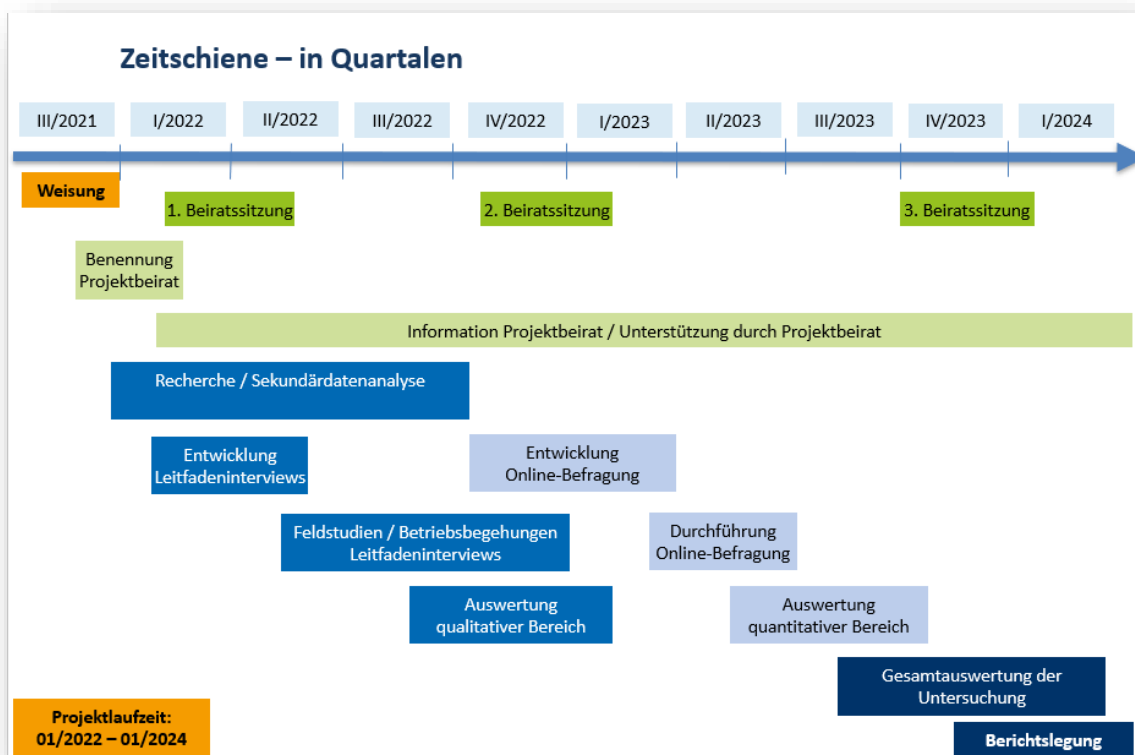 Zeitschiene – in Quartalen
III/2021
I/2022
II/2022
III/2022
IV/2022
I/2023
II/2023
III/2023
IV/2023
I/2024
Weisung
1. Beiratssitzung
2. Beiratssitzung
3. Beiratssitzung
Benennung
Projektbeirat
Information Projektbeirat / Unterstützung durch Projektbeirat
Recherche / Sekundärdatenanalyse
Entwicklung
Leitfadeninterviews
Entwicklung
Online-Befragung
Feldstudien / Betriebsbegehungen
Leitfadeninterviews
Durchführung
Online-Befragung
Auswertung
qualitativer Bereich
Auswertung
quantitativer Bereich
Gesamtauswertung der
Untersuchung
Projektlaufzeit:
01/2022 – 01/2024
Berichtslegung